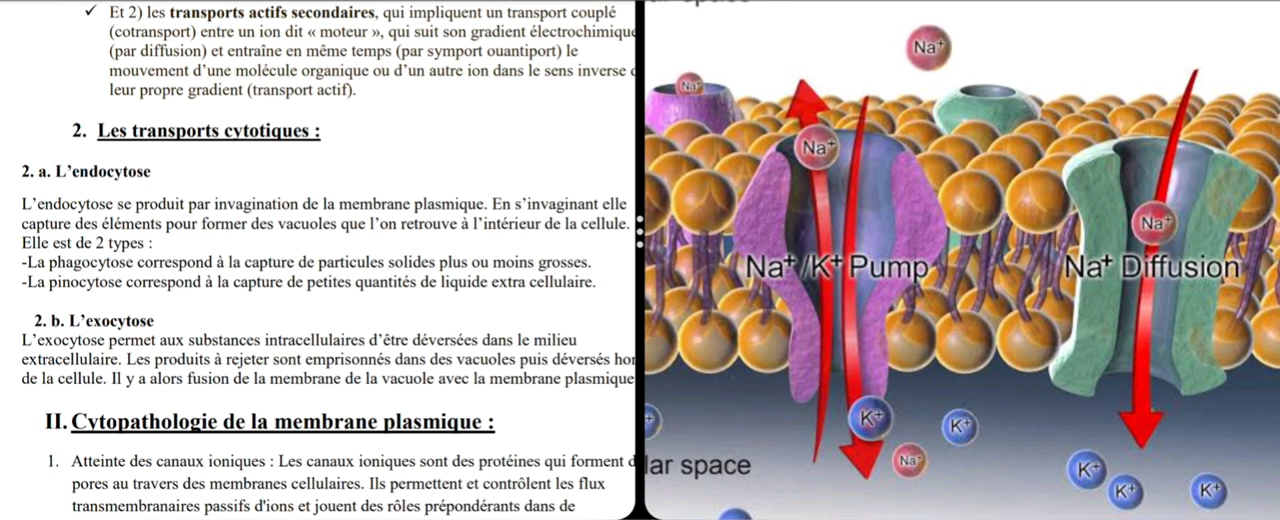 ✓ Et 2) les transports actifs secondaires, qui impliquent un transport couplé
(cotransport) entre un ion dit « moteur », qui suit son gradient électrochimique
(par diffusion) et entraîne en même temps (par symport ouantiport) le
mouvement d’une molécule organique ou d’un autre ion dans le sens inverse
leur propre gradient (transport actif).
2. Les transports cytotiques :
2. a. L’endocytose
L’endocytose se produit par invagination de la membrane plasmique. En s’invaginant elle
capture des éléments pour former des vacuoles que l’on retrouve à l’intérieur de la cellule.
Elle est de 2 types :
-La phagocytose correspond à la capture de particules solides plus ou moins grosses.
-La pinocytose correspond à la capture de petites quantités de liquide extra cellulaire.
2. b. L’exocytose
L’exocytose permet aux substances intracellulaires d’être déversées dans le milieu
extracellulaire. Les produits à rejeter sont emprisonnés dans des vacuoles puis déversés hor
de la cellule. Il y a alors fusion de la membrane de la vacuole avec la membrane plasmique
II. Cytopathologie de la membrane plasmique :
1. Atteinte des canaux ioniques : Les canaux ioniques sont des protéines qui forment d
pores au travers des membranes cellulaires. Ils permettent et contrôlent les flux
transmembranaires passifs d'ions et jouent des rôles prépondérants dans de
Na+
Na+
Na+
Na+
Na+/K+ Pump
Na+ Diffusion
K+
K+
Na+
lar space
K+
K+
K+